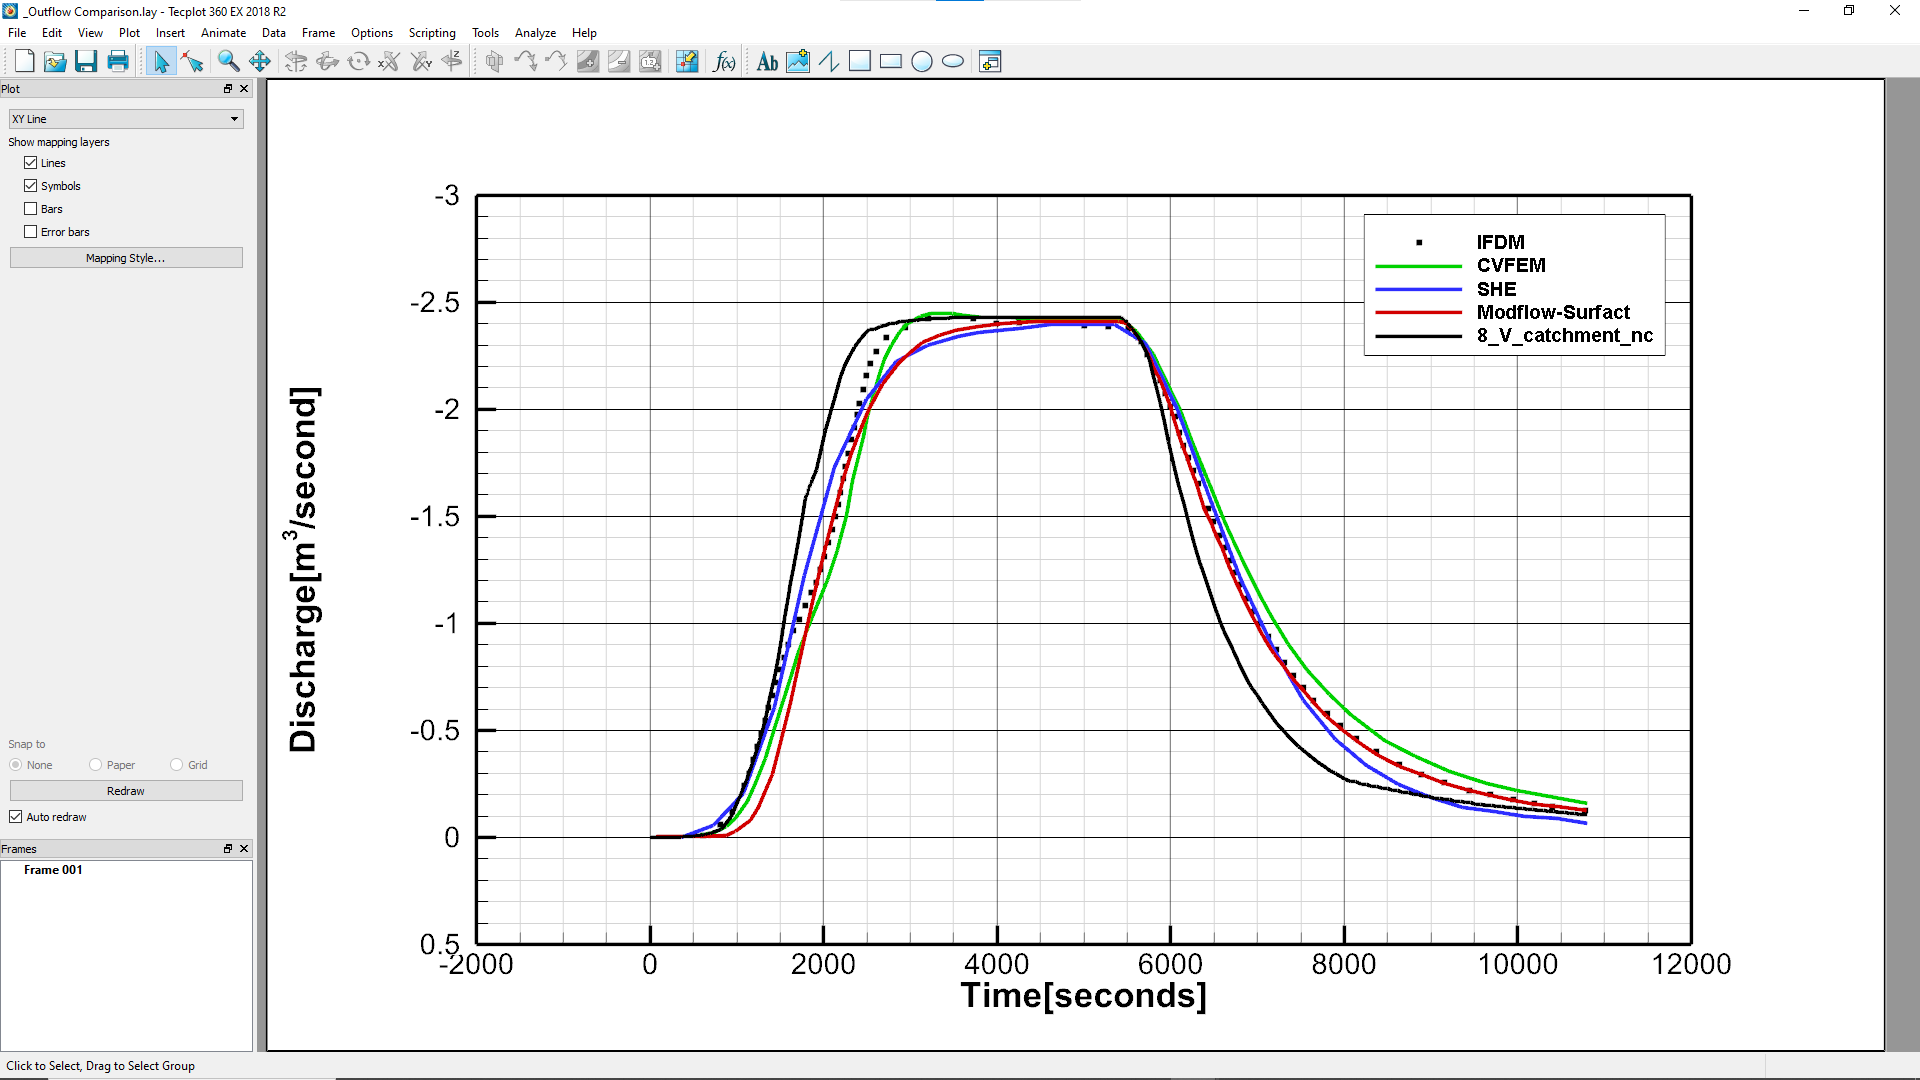 _Outflow Comparison.lay - Tecplot 360 EX 2018 R2
File Edit View Plot Insert Animate Data Frame Options Scripting Tools Analyze Help
Plot
XY Line
Show mapping layers
Lines
Symbols
Bars
Error bars
Mapping Style...
Snap to
None Paper Grid
Redraw
Auto redraw
Frames
Frame 001
Click to Select, Drag to Select Group
Ab
f(x)
1.2
Discharge[m³/second]
-3
-2.5
-2
-1.5
-1
-0.5
0
0.5
-2000 0 2000 4000 6000 8000 10000 12000
Time[seconds]
IFDM
CVFEM
SHE
Modflow-Surfact
8_V_catchment_nc